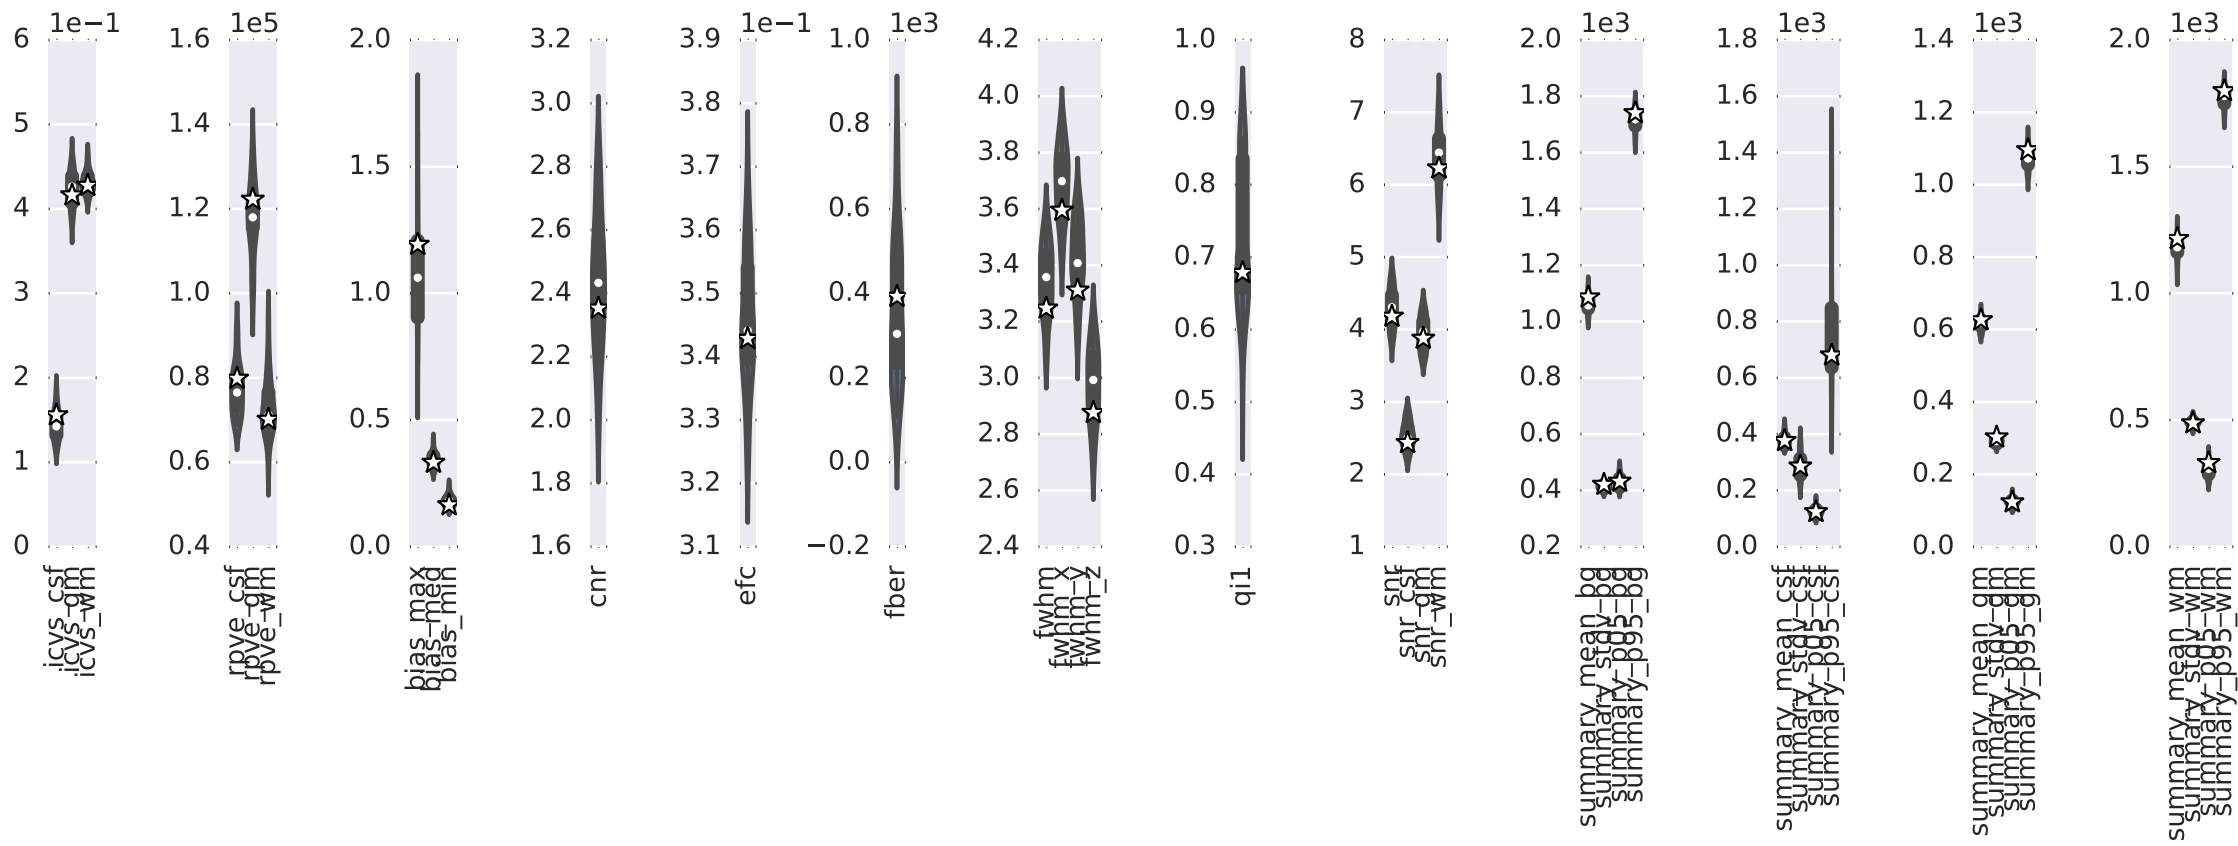 1e−1
6
5
4
3
2
1
0
icvs_csf
icvs_gm
icvs_wm
1e5
1.6
1.4
1.2
1.0
0.8
0.6
0.4
rpve_csf
rpve_gm
rpve_wm
2.0
1.5
1.0
0.5
0.0
bias_max
bias_med
bias_min
3.2
3.0
2.8
2.6
2.4
2.2
2.0
1.8
1.6
cnr
1e−1
3.9
3.8
3.7
3.6
3.5
3.4
3.3
3.2
3.1
efc
1e3
1.0
0.8
0.6
0.4
0.2
0.0
−0.2
fber
4.2
4.0
3.8
3.6
3.4
3.2
3.0
2.8
2.6
2.4
fwhm
fwhm_x
fwhm_y
fwhm_z
1.0
0.9
0.8
0.7
0.6
0.5
0.4
0.3
qi1
8
7
6
5
4
3
2
1
snr
snr_csf
snr_gm
snr_wm
1e3
2.0
1.8
1.6
1.4
1.2
1.0
0.8
0.6
0.4
0.2
summary_mean_bg
summary_stdv_bg
summary_p05_bg
summary_p95_bg
1e3
1.8
1.6
1.4
1.2
1.0
0.8
0.6
0.4
0.2
0.0
summary_mean_csf
summary_stdv_csf
summary_p05_csf
summary_p95_csf
1e3
1.4
1.2
1.0
0.8
0.6
0.4
0.2
0.0
summary_mean_gm
summary_stdv_gm
summary_p05_gm
summary_p95_gm
1e3
2.0
1.5
1.0
0.5
0.0
summary_mean_wm
summary_stdv_wm
summary_p05_wm
summary_p95_wm